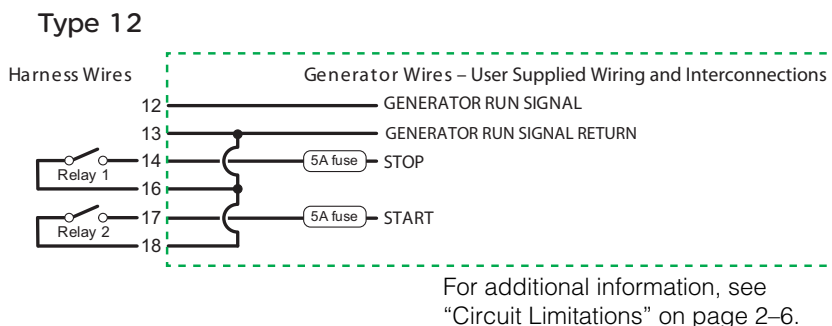 Type 12
Harness Wires
Generator Wires – User Supplied Wiring and Interconnections
12 GENERATOR RUN SIGNAL
13 GENERATOR RUN SIGNAL RETURN
14 5A fuse STOP
Relay 1
16
17 5A fuse START
Relay 2
18
For additional information, see
“Circuit Limitations” on page 2–6.